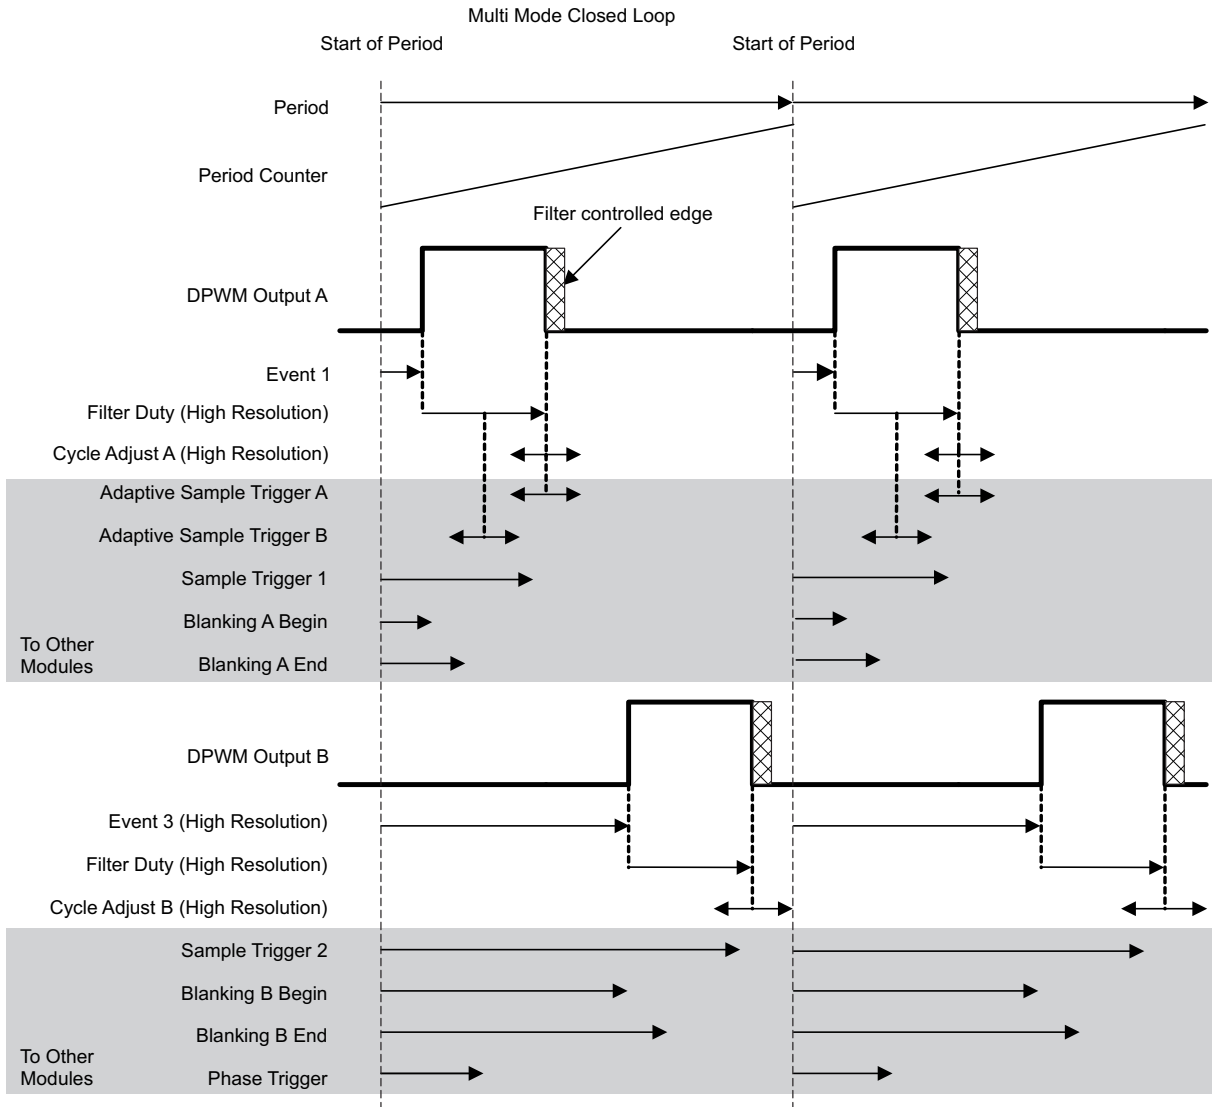 Multi Mode Closed Loop
Start of Period
Start of Period
Period
Period Counter
Filter controlled edge
DPWM Output A
Event 1
Filter Duty (High Resolution)
Cycle Adjust A (High Resolution)
Adaptive Sample Trigger A
Adaptive Sample Trigger B
Sample Trigger 1
Blanking A Begin
To Other
Modules
Blanking A End
DPWM Output B
Event 3 (High Resolution)
Filter Duty (High Resolution)
Cycle Adjust B (High Resolution)
Sample Trigger 2
Blanking B Begin
Blanking B End
To Other
Modules
Phase Trigger